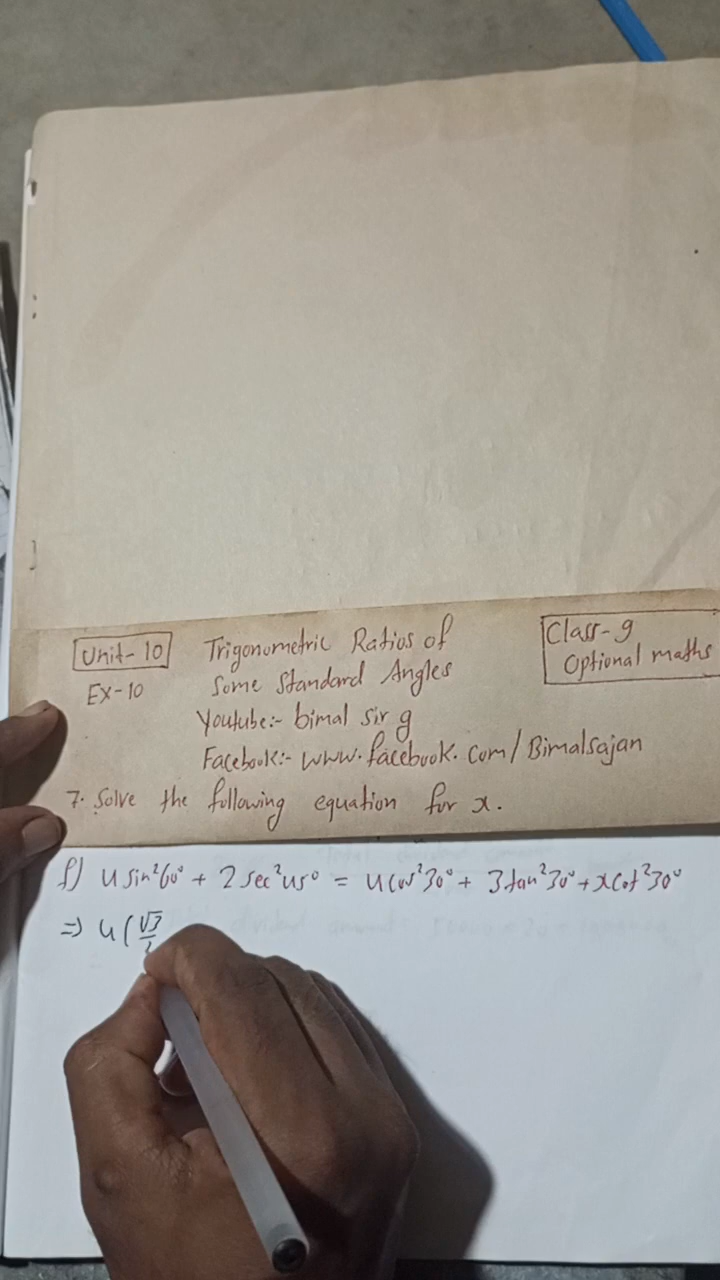 Unit-10 Trigonometric Ratios of
Ex-10 Some Standard Angles
Class-9
Optional maths
Youtube:- bimal sir g
Facebook:- www.facebook.com/Bimalsajan
7. Solve the following equation for x.
f) 4 sin²60° + 2 sec²45° = 4 cos²30° + 3 tan²30° + x cot²30°
⇒ 4 ( √3/2